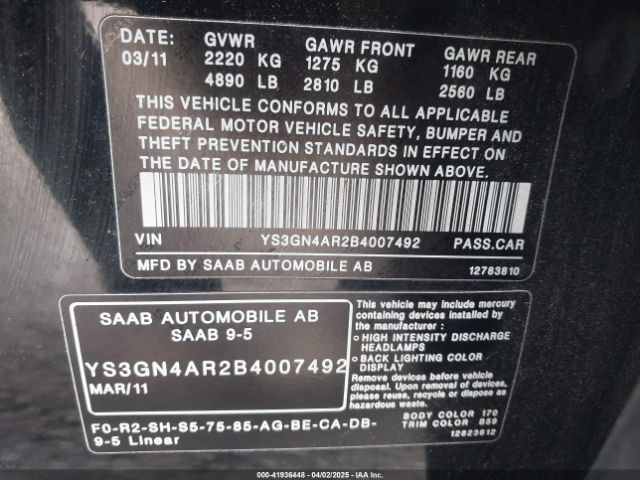 DATE: GVWR GAWR FRONT GAWR REAR
03/11 2220 KG 1275 KG 1160 KG
4890 LB 2810 LB 2560 LB
THIS VEHICLE CONFORMS TO ALL APPLICABLE
FEDERAL MOTOR VEHICLE SAFETY, BUMPER AND
THEFT PREVENTION STANDARDS IN EFFECT ON
THE DATE OF MANUFACTURE SHOWN ABOVE.
VIN YS3GN4AR2B4007492 PASS.CAR
MFD BY SAAB AUTOMOBILE AB 12783810
SAAB AUTOMOBILE AB
SAAB 9-5
YS3GN4AR2B4007492
MAR/11
F0-R2-SH-S5-75-85-AG-BE-CA-DB-
9-5 Linear
This vehicle may include mercury
containing devices if installed
from the following:
HIGH INTENSITY DISCHARGE
HEADLAMPS
BACK LIGHTING COLOR
DISPLAY
Remove devices before vehicle
disposal. Upon removal of devices,
please reuse, recycle or dispose as
hazardous waste.
BODY COLOR 170
TRIM COLOR B59
12823612
000-41936448 - 04/02/2025 - IAAI.COM